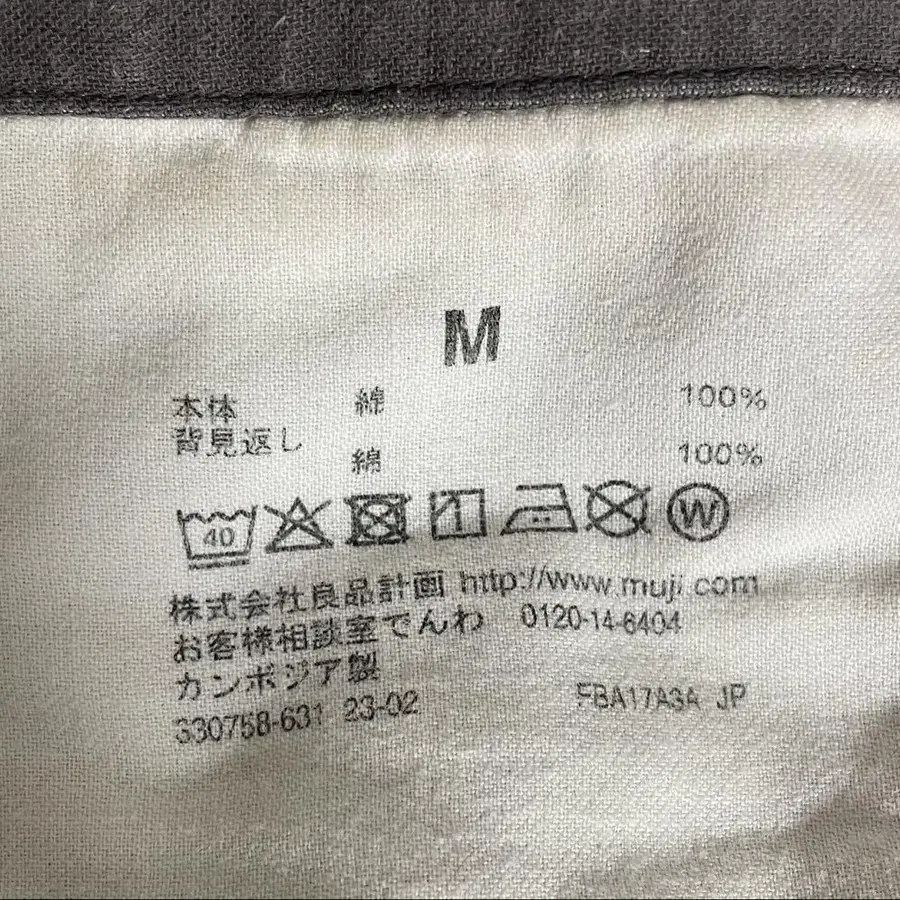 M
本体 綿 100%
背見返し
綿 100%
40 W
株式会社良品計画 http://www.muji.com
お客様相談室でんわ 0120-14-6404
カンボジア製
330758-631 23-02 FBA17A3A JP